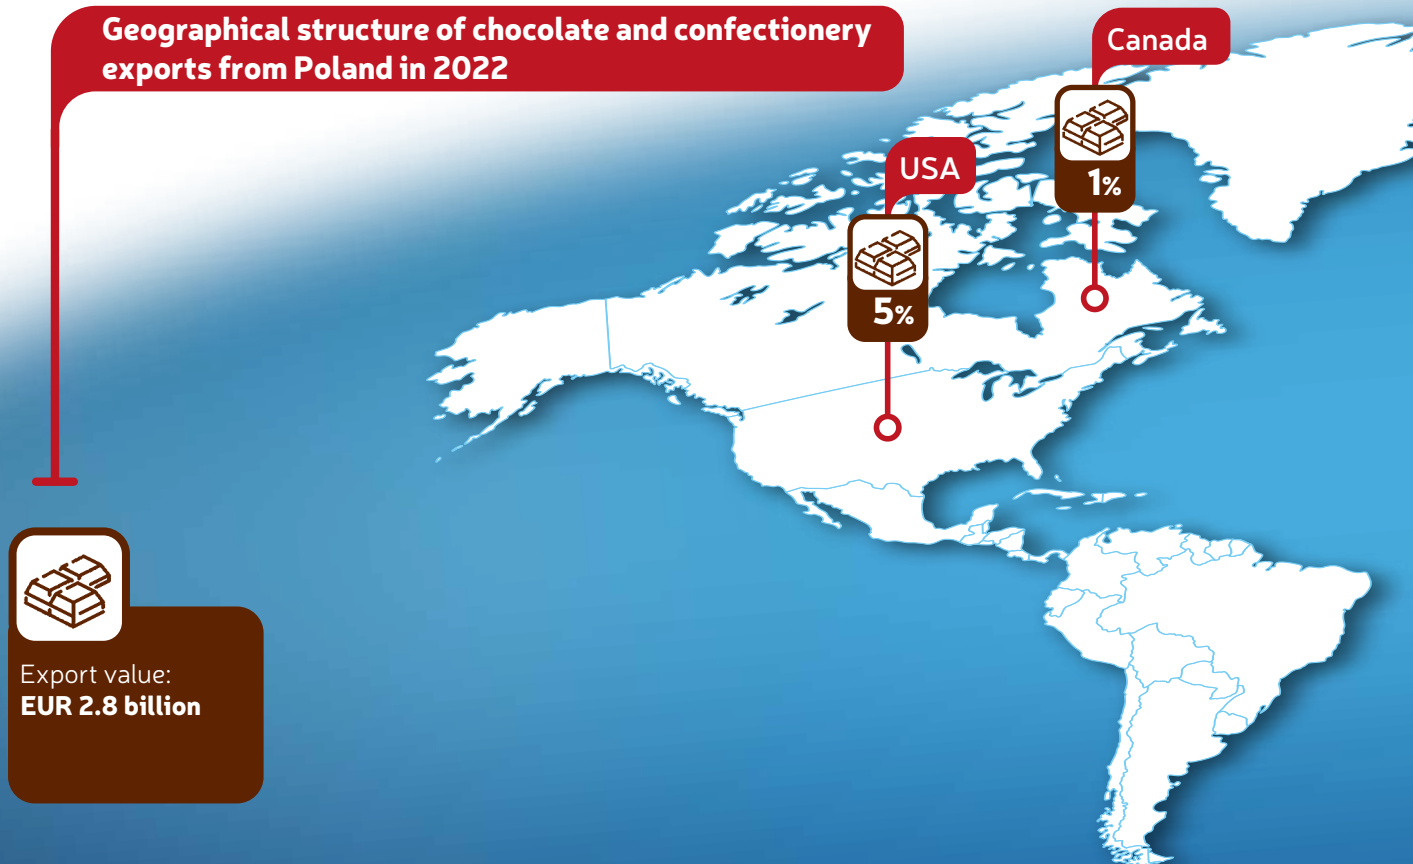 Geographical structure of chocolate and confectionery
exports from Poland in 2022
Canada
1%
USA
5%
Export value:
EUR 2.8 billion